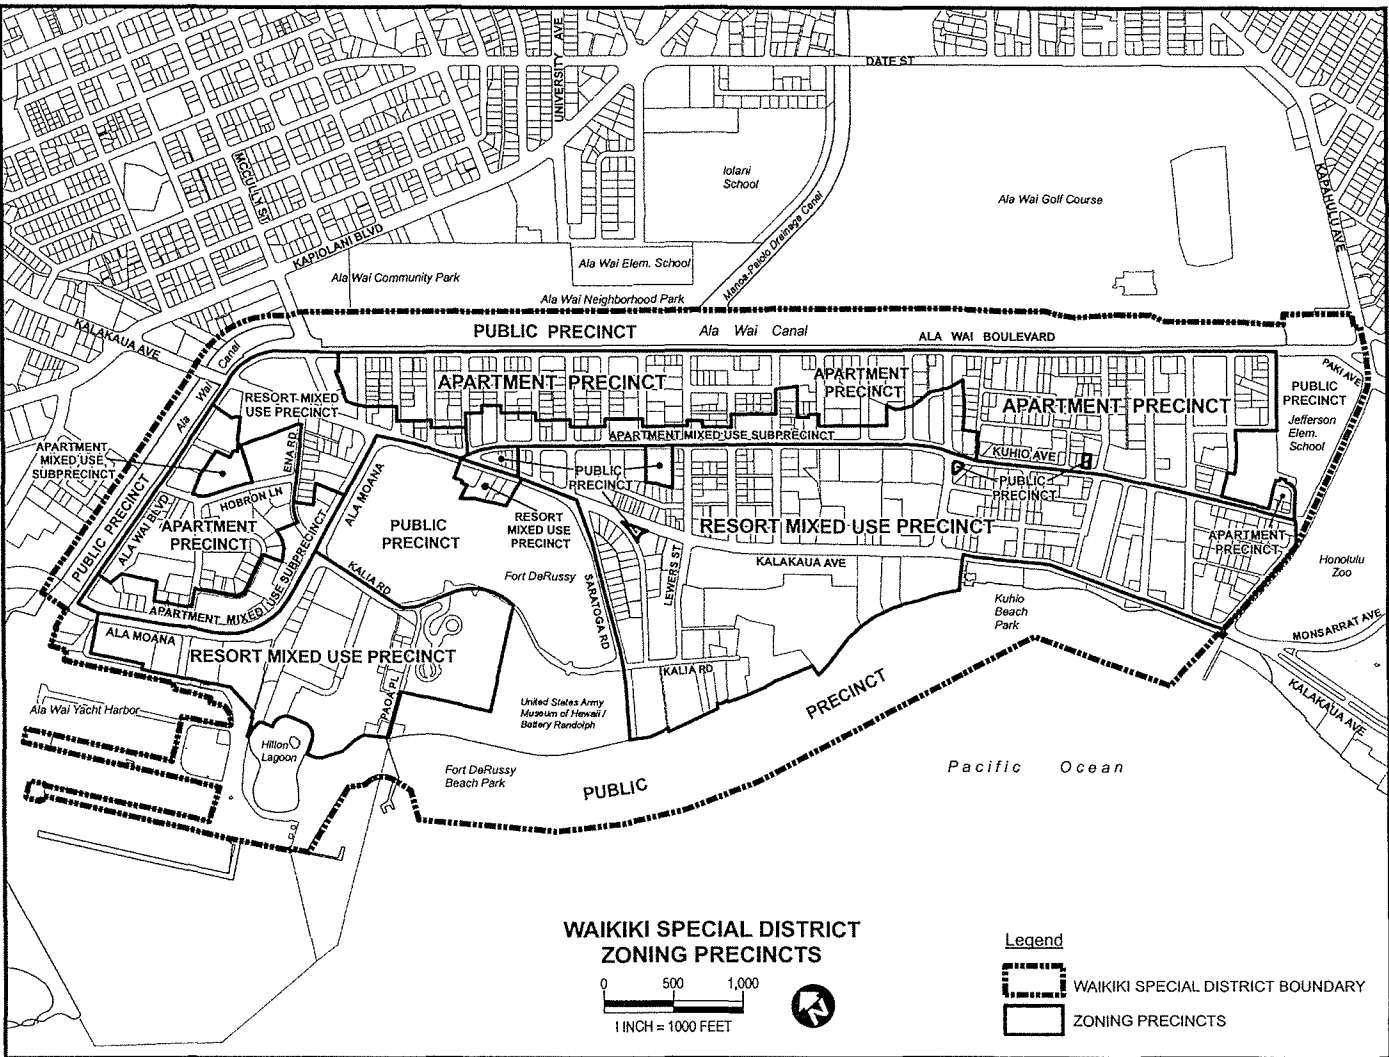 DATE ST
UNIVERSITY AVE
MCCULLY ST
KAPIOLANI BLVD
KAPAHULU AVE
Iolani
School
Ala Wai Golf Course
Manoa-Palolo Drainage Canal
Ala Wai Community Park
Ala Wai Elem. School
Ala Wai Neighborhood Park
KALAKAUA AVE
PUBLIC PRECINCT
Ala Wai Canal
ALA WAI BOULEVARD
Ala Wai Canal
RESORT MIXED
USE PRECINCT
APARTMENT PRECINCT
APARTMENT
PRECINCT
APARTMENT PRECINCT
PAKI AVE
PUBLIC
PRECINCT
Jefferson
Elem.
School
APARTMENT
MIXED USE
SUBPRECINCT
ENA RD
APARTMENT MIXED USE SUBPRECINCT
KUHIO AVE
PUBLIC
PRECINCT
PUBLIC
PRECINCT
HOBRON LN
ALA MOANA
PUBLIC PRECINCT
ALA WAI BLVD
APARTMENT
PRECINCT
PUBLIC
PRECINCT
RESORT
MIXED USE
PRECINCT
RESORT MIXED USE PRECINCT
APARTMENT
PRECINCT
KALAKAUA AVE
LEWERS ST
Fort DeRussy
SARATOGA RD
KALIA RD
APARTMENT MIXED USE SUBPRECINCT
ALA MOANA
RESORT MIXED USE PRECINCT
Kuhio
Beach
Park
Honolulu
Zoo
MONSARRAT AVE
KALAKAUA AVE
KALIA RD
PAOA PL
United States Army
Museum of Hawaii /
Battery Randolph
Ala Wai Yacht Harbor
Hilton
Lagoon
Fort DeRussy
Beach Park
PUBLIC
PRECINCT
Pacific Ocean
WAIKIKI SPECIAL DISTRICT
ZONING PRECINCTS
0 500 1,000
1 INCH = 1000 FEET
N
Legend
WAIKIKI SPECIAL DISTRICT BOUNDARY
ZONING PRECINCTS